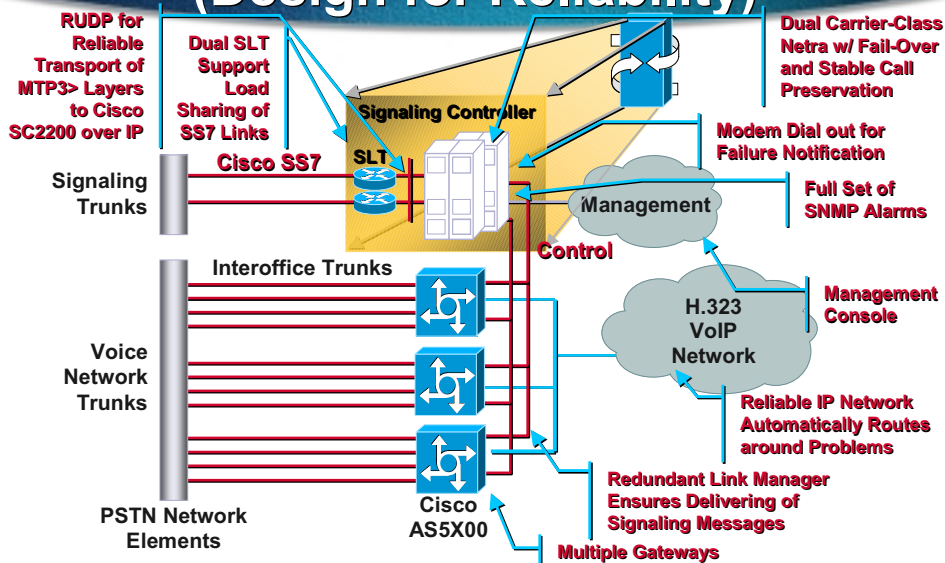 (Design for Reliability)
RUDP for
Reliable
Transport of
MTP3> Layers
to Cisco
SC2200 over IP
Dual SLT
Support
Load
Sharing of
SS7 Links
Dual Carrier-Class
Netra w/ Fail-Over
and Stable Call
Preservation
Signaling Controller
Modem Dial out for
Failure Notification
Cisco SS7
SLT
Signaling
Trunks
Management
Full Set of
SNMP Alarms
Control
Interoffice Trunks
Management
Console
H.323
VoIP
Network
Voice
Network
Trunks
Reliable IP Network
Automatically Routes
around Problems
Redundant Link Manager
Ensures Delivering of
Signaling Messages
Cisco
AS5X00
PSTN Network
Elements
Multiple Gateways